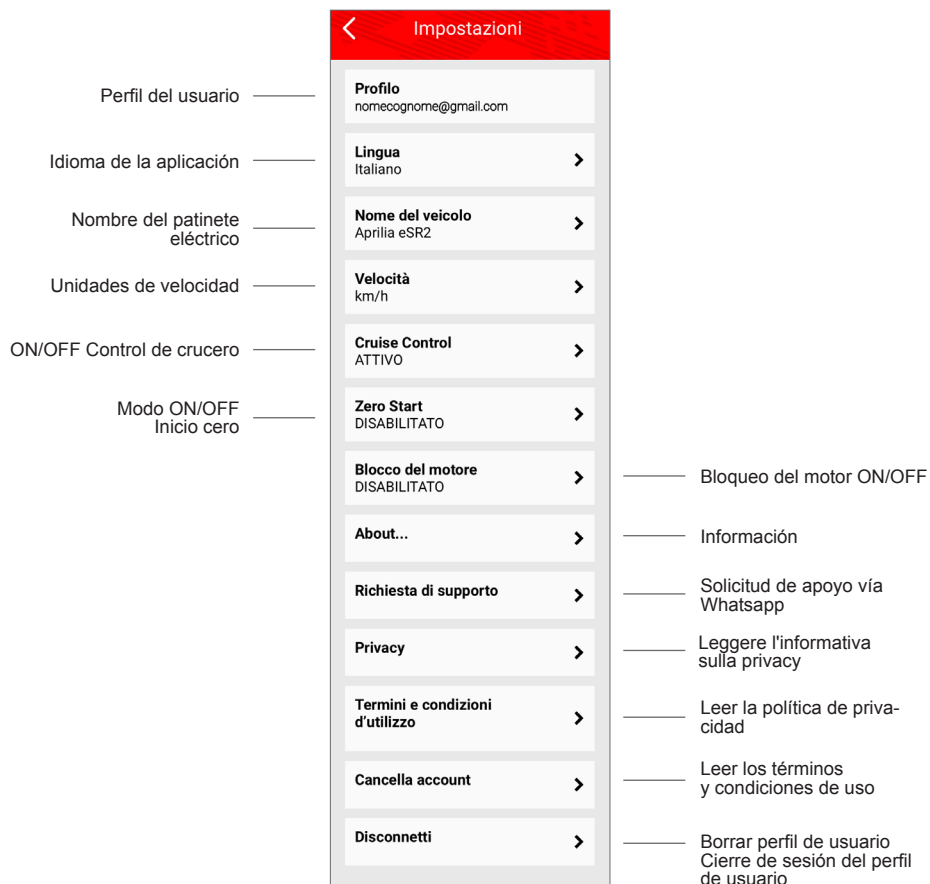 Impostazioni
Perfil del usuario
Profilo
nomecognome@gmail.com
Idioma de la aplicación
Lingua
Italiano
Nombre del patinete
eléctrico
Nome del veicolo
Aprilia eSR2
Unidades de velocidad
Velocità
km/h
ON/OFF Control de crucero
Cruise Control
ATTIVO
Modo ON/OFF
Inicio cero
Zero Start
DISABILITATO
Blocco del motore
DISABILITATO
Bloqueo del motor ON/OFF
About...
Información
Richiesta di supporto
Solicitud de apoyo vía
Whatsapp
Privacy
Leggere l'informativa
sulla privacy
Termini e condizioni
d'utilizzo
Leer la política de priva-
cidad
Cancella account
Leer los términos
y condiciones de uso
Disconnetti
Borrar perfil de usuario
Cierre de sesión del perfil
de usuario